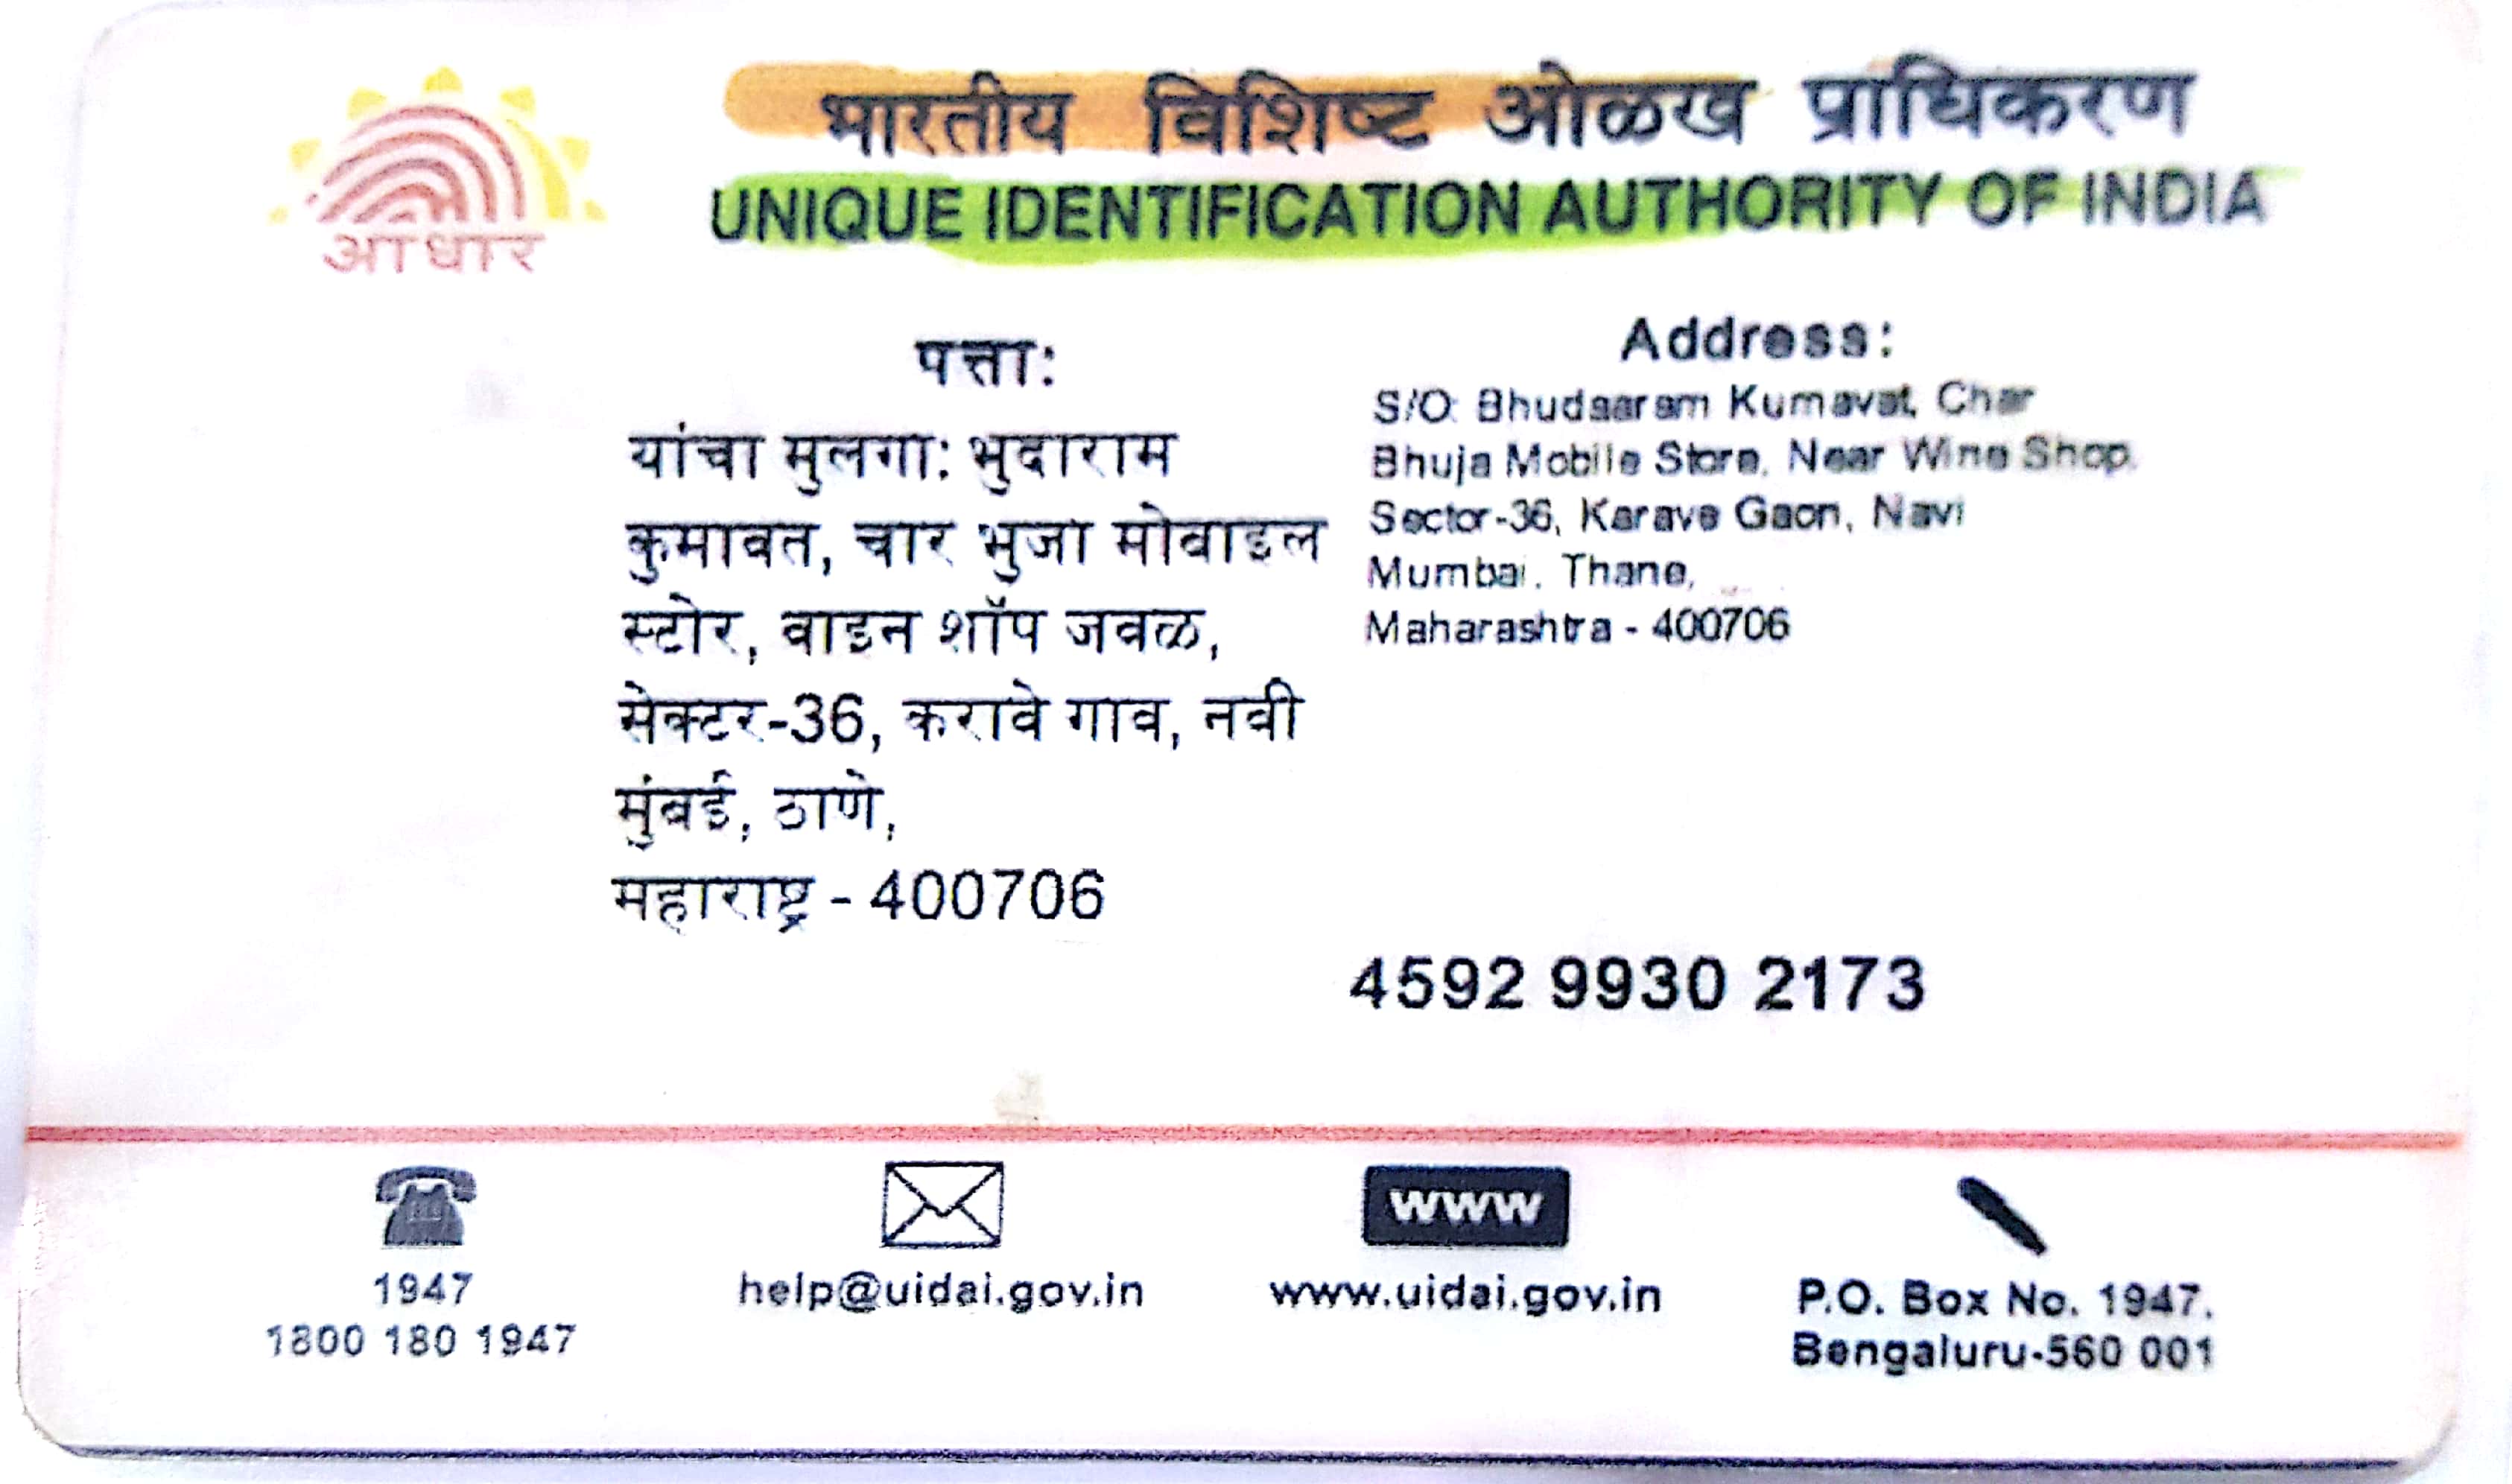 आधार
भारतीय विशिष्ट ओळख प्राधिकरण
UNIQUE IDENTIFICATION AUTHORITY OF INDIA
पत्ता:
यांचा मुलगा: भुदाराम
कुमावत, चार भुजा मोबाइल
स्टोर, वाइन शॉप जवळ,
सेक्टर-36, करावे गाव, नवी
मुंबई, ठाणे,
महाराष्ट्र - 400706
Address:
S/O: Bhudaaram Kumavat, Char
Bhuja Mobile Store, Near Wine Shop,
Sector-36, Karave Gaon, Navi
Mumbai, Thane,
Maharashtra - 400706
4592 9930 2173
1947
1800 180 1947
help@uidai.gov.in
www
www.uidai.gov.in
P.O. Box No. 1947,
Bengaluru-560 001